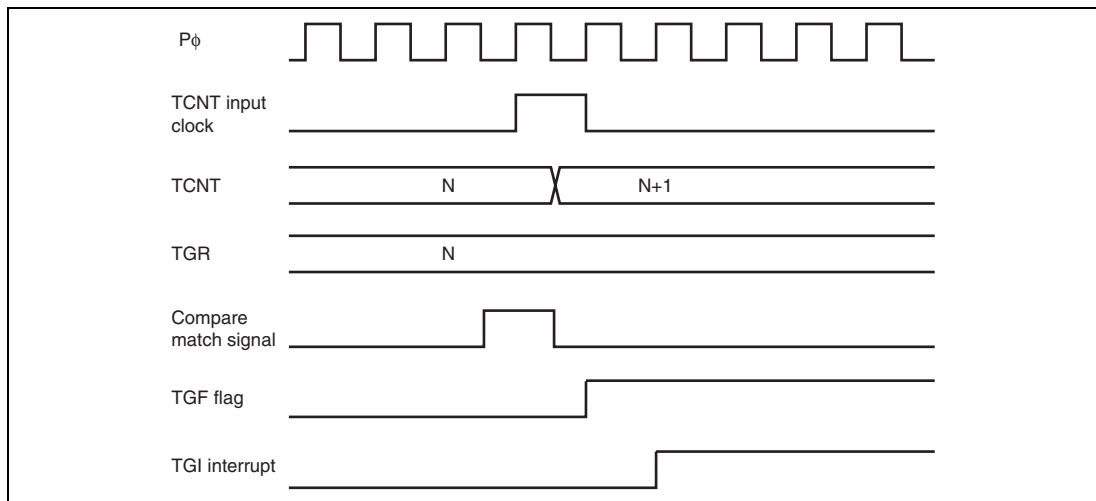 Pϕ
TCNT input
clock
TCNT
N
N+1
TGR
N
Compare
match signal
TGF flag
TGI interrupt